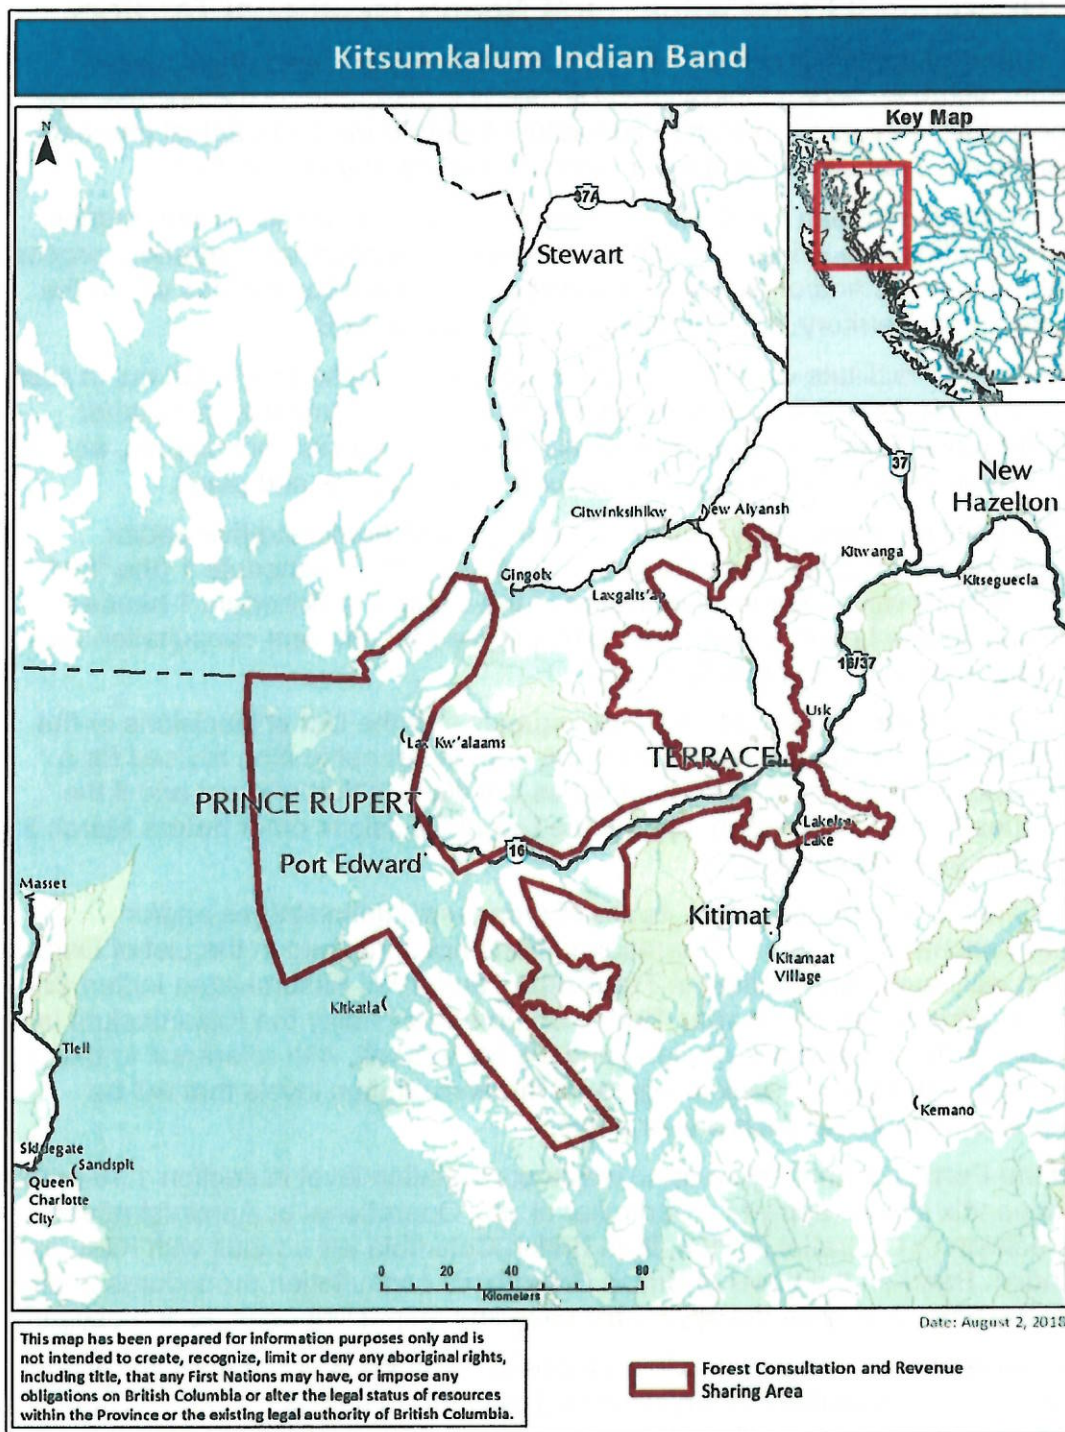 Kitsumkalum Indian Band
N
Key Map
37A
Stewart
37
New
Hazelton
Gitwinksihlkw
New Aiyansh
Kitwanga
Kitseguecla
Gingolx
Laxgalts'ap
16/37
Usk
Lax Kw'alaams
TERRACE
PRINCE RUPERT
Lakelse
Lake
16
Port Edward
Masset
Kitimat
Kitamaat
Village
Kitkatla
Tlell
Kemano
Skidegate
Sandspit
Queen
Charlotte
City
0 20 40 80
Kilometers
Date: August 2, 2018
This map has been prepared for information purposes only and is
not intended to create, recognize, limit or deny any aboriginal rights,
including title, that any First Nations may have, or impose any
obligations on British Columbia or alter the legal status of resources
within the Province or the existing legal authority of British Columbia.
Forest Consultation and Revenue
Sharing Area